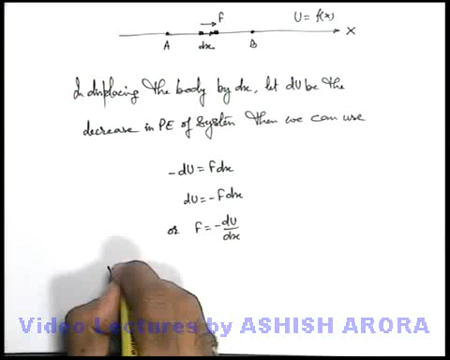 F U = f(x)
A dx B X
In displacing the body by dx, let dU be the
decrease in PE of System then we can use
-dU = Fdx
dU = -Fdx
or F = -dU/dx
Video Lectures by ASHISH ARORA